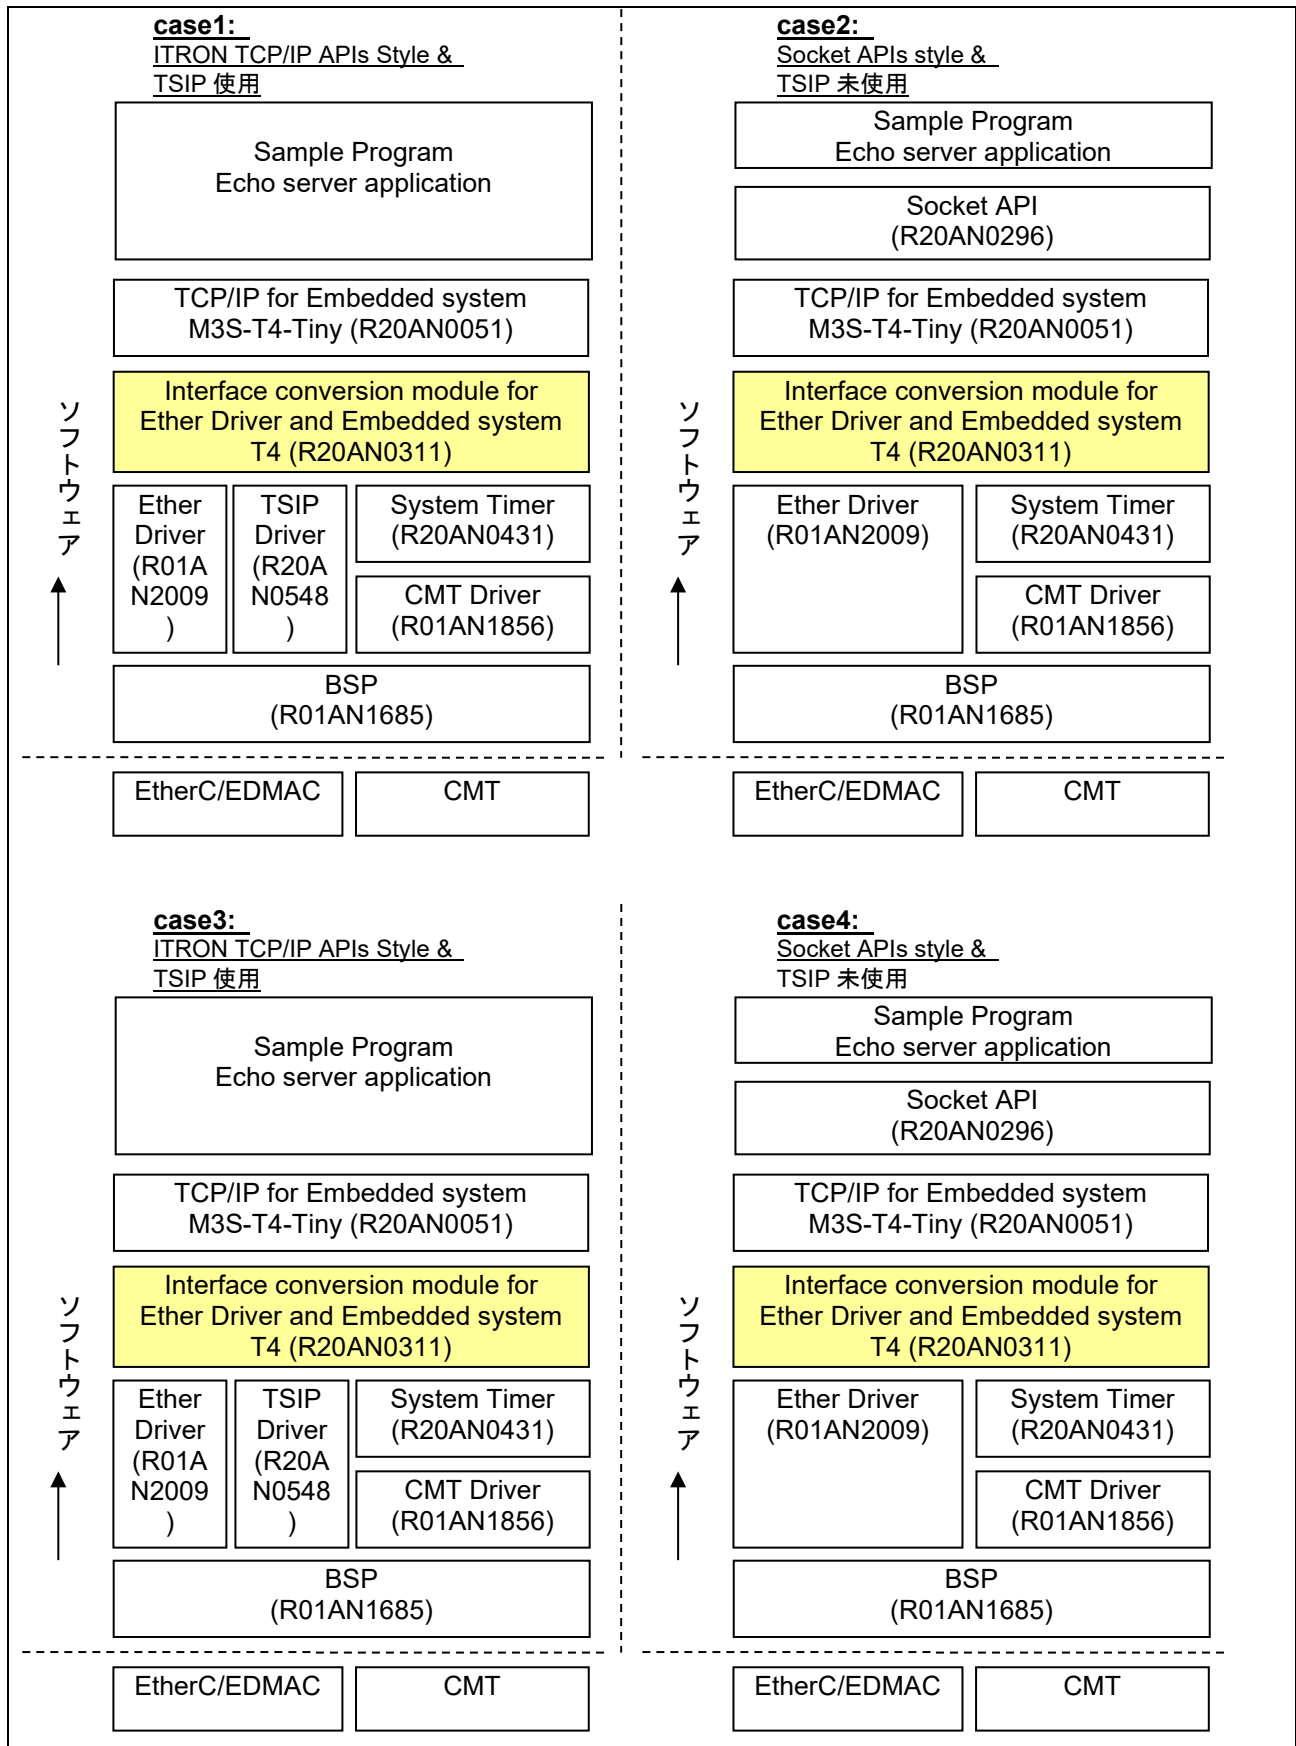 case1:
ITRON TCP/IP APIs Style &
TSIP 使用
Sample Program
Echo server application
TCP/IP for Embedded system
M3S-T4-Tiny (R20AN0051)
Interface conversion module for
Ether Driver and Embedded system
T4 (R20AN0311)
ソフトウェア
Ether
Driver
(R01A
N2009
)
TSIP
Driver
(R20A
N0548
)
System Timer
(R20AN0431)
CMT Driver
(R01AN1856)
BSP
(R01AN1685)
EtherC/EDMAC
CMT
case2:
Socket APIs style &
TSIP 未使用
Sample Program
Echo server application
Socket API
(R20AN0296)
TCP/IP for Embedded system
M3S-T4-Tiny (R20AN0051)
Interface conversion module for
Ether Driver and Embedded system
T4 (R20AN0311)
ソフトウェア
Ether Driver
(R01AN2009)
System Timer
(R20AN0431)
CMT Driver
(R01AN1856)
BSP
(R01AN1685)
EtherC/EDMAC
CMT
case3:
ITRON TCP/IP APIs Style &
TSIP 使用
Sample Program
Echo server application
TCP/IP for Embedded system
M3S-T4-Tiny (R20AN0051)
Interface conversion module for
Ether Driver and Embedded system
T4 (R20AN0311)
ソフトウェア
Ether
Driver
(R01A
N2009
)
TSIP
Driver
(R20A
N0548
)
System Timer
(R20AN0431)
CMT Driver
(R01AN1856)
BSP
(R01AN1685)
EtherC/EDMAC
CMT
case4:
Socket APIs style &
TSIP 未使用
Sample Program
Echo server application
Socket API
(R20AN0296)
TCP/IP for Embedded system
M3S-T4-Tiny (R20AN0051)
Interface conversion module for
Ether Driver and Embedded system
T4 (R20AN0311)
ソフトウェア
Ether Driver
(R01AN2009)
System Timer
(R20AN0431)
CMT Driver
(R01AN1856)
BSP
(R01AN1685)
EtherC/EDMAC
CMT